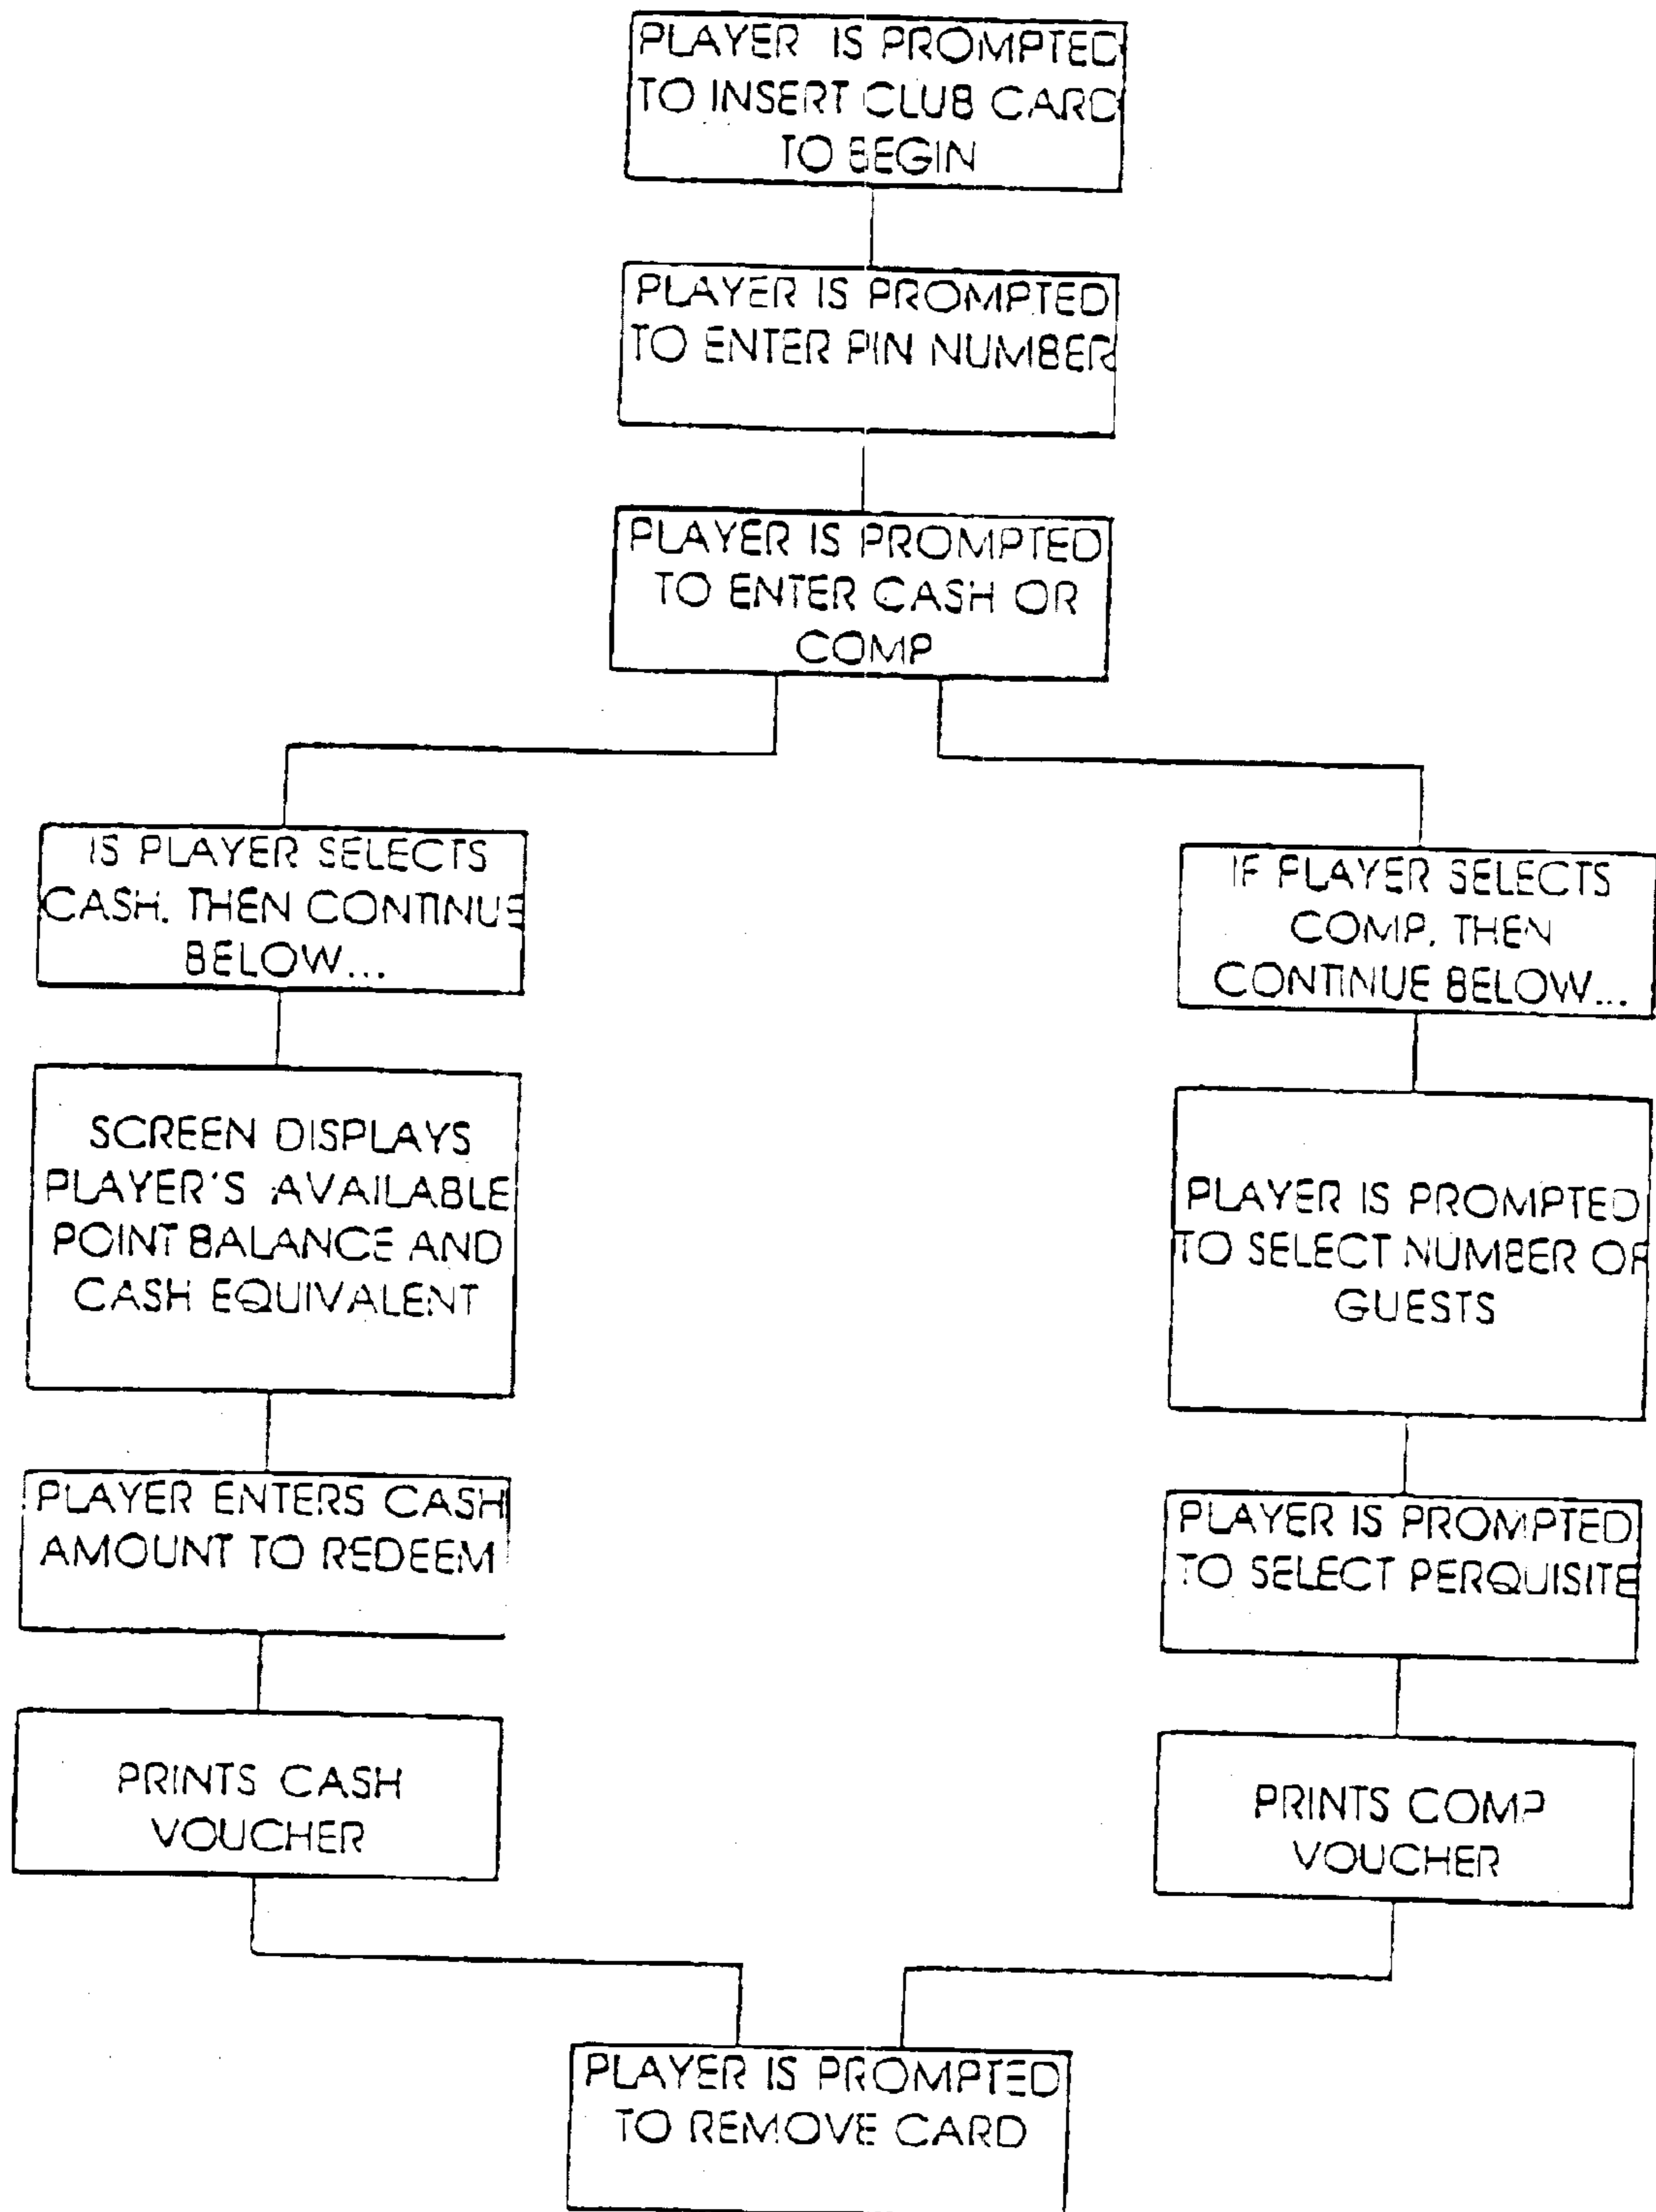 PLAYER IS PROMPTED
TO INSERT CLUB CARD
TO BEGIN
PLAYER IS PROMPTED
TO ENTER PIN NUMBER
PLAYER IS PROMPTED
TO ENTER CASH OR
COMP
IS PLAYER SELECTS
CASH, THEN CONTINUE
BELOW...
SCREEN DISPLAYS
PLAYER'S AVAILABLE
POINT BALANCE AND
CASH EQUIVALENT
PLAYER ENTERS CASH
AMOUNT TO REDEEM
PRINTS CASH
VOUCHER
IF PLAYER SELECTS
COMP, THEN
CONTINUE BELOW...
PLAYER IS PROMPTED
TO SELECT NUMBER OF
GUESTS
PLAYER IS PROMPTED
TO SELECT PERQUISITE
PRINTS COMP
VOUCHER
PLAYER IS PROMPTED
TO REMOVE CARD